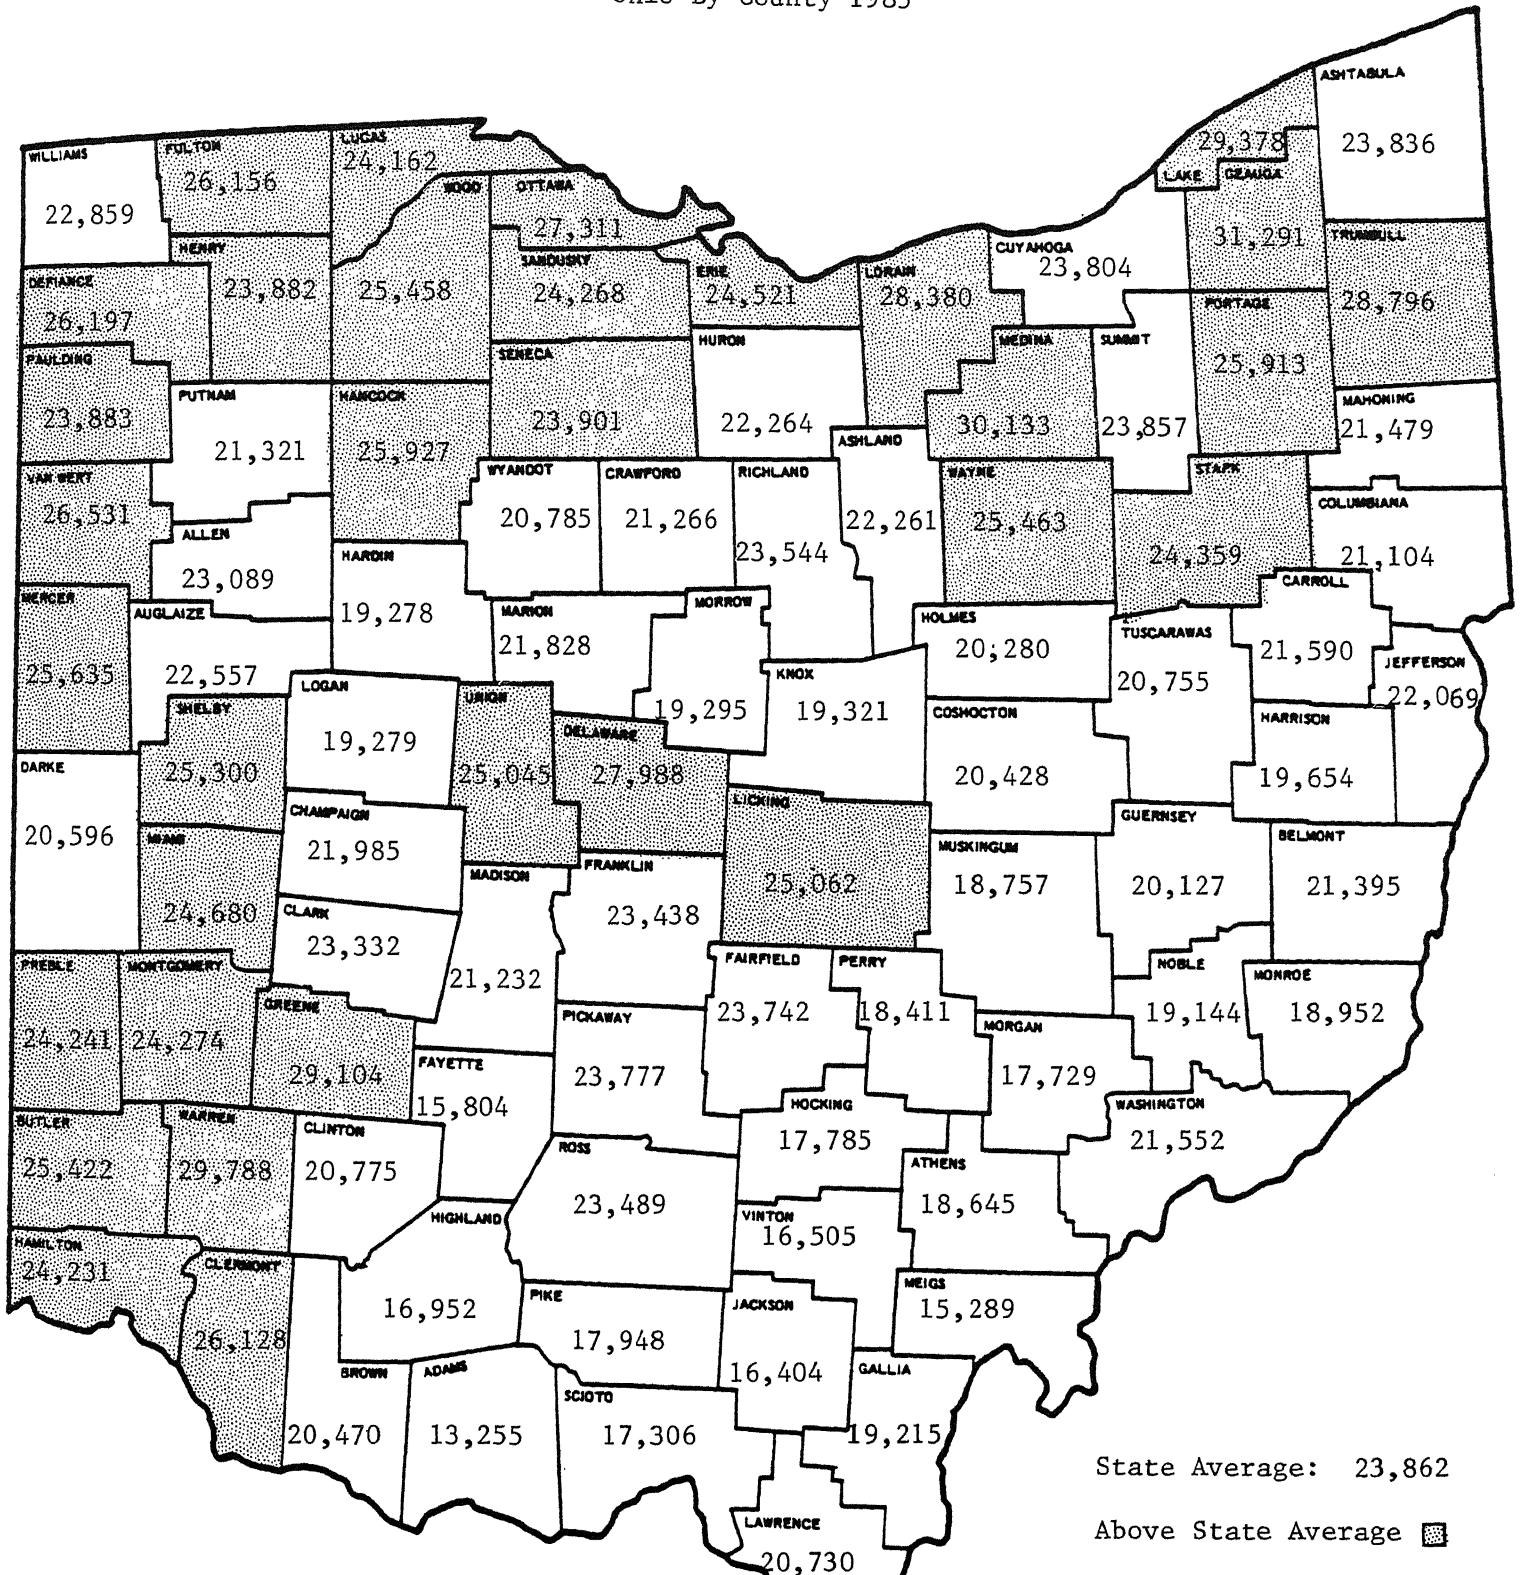 Ohio By County 1985
ASHTABULA
23,836
LAKE
29,378
GEAUGA
31,291
WILLIAMS
22,859
FULTON
26,156
LUCAS
24,162
WOOD
25,458
OTTAWA
27,311
HENRY
23,882
SANDUSKY
24,268
ERIE
24,521
LORAIN
28,380
CUYAHOGA
23,804
TRUMBULL
28,796
DEFIANCE
26,197
PORTAGE
25,913
PAULDING
23,883
SENECA
23,901
HURON
22,264
MEDINA
30,133
SUMMIT
23,857
PUTNAM
21,321
HANCOCK
25,927
MAHONING
21,479
ASHLAND
22,261
VAN WERT
26,531
WYANDOT
20,785
CRAWFORD
21,266
RICHLAND
23,544
WAYNE
25,463
STARK
24,359
COLUMBIANA
21,104
ALLEN
23,089
HARDIN
19,278
CARROLL
21,590
MERCER
25,635
AUGLAIZE
22,557
MARION
21,828
MORROW
19,295
HOLMES
20,280
TUSCARAWAS
20,755
JEFFERSON
22,069
KNOX
19,321
LOGAN
19,279
UNION
25,045
SHELBY
25,300
DELAWARE
27,988
COSHOCTON
20,428
HARRISON
19,654
DARKE
20,596
LICKING
25,062
CHAMPAIGN
21,985
GUERNSEY
20,127
BELMONT
21,395
MIAMI
24,680
MUSKINGUM
18,757
FRANKLIN
23,438
MADISON
21,232
CLARK
23,332
FAIRFIELD
23,742
PERRY
18,411
NOBLE
19,144
MONROE
18,952
PREBLE
24,241
MONTGOMERY
24,274
GREENE
29,104
PICKAWAY
23,777
MORGAN
17,729
FAYETTE
15,804
HOCKING
17,785
WASHINGTON
21,552
BUTLER
25,422
WARREN
29,788
CLINTON
20,775
ROSS
23,489
ATHENS
18,645
VINTON
16,505
HIGHLAND
16,952
HAMILTON
24,231
CLERMONT
26,128
MEIGS
15,289
PIKE
17,948
JACKSON
16,404
GALLIA
19,215
BROWN
20,470
ADAMS
13,255
SCIOTO
17,306
LAWRENCE
20,730
State Average: 23,862
Above State Average